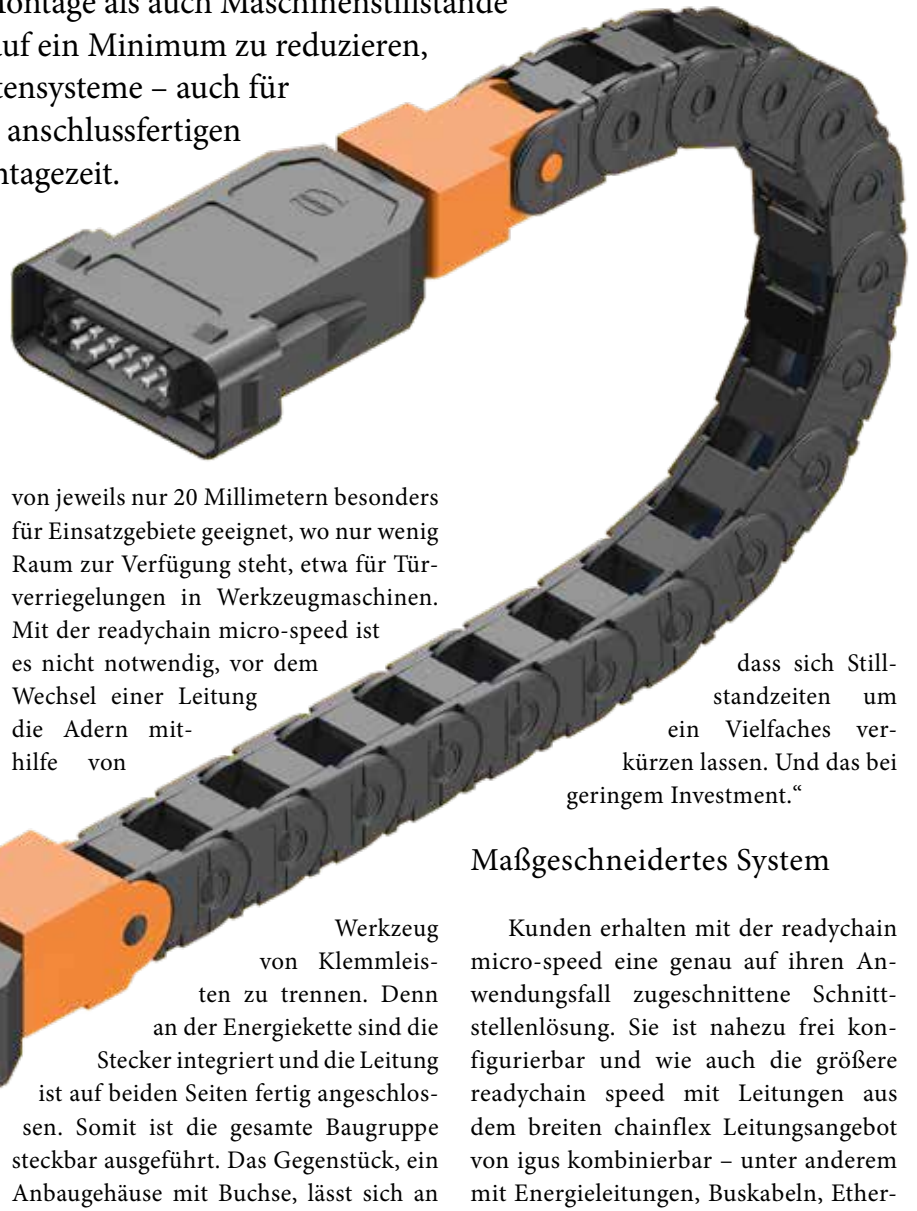 Montage als auch Maschinenstillstände
auf ein Minimum zu reduzieren,
tensysteme – auch für
anschlussfertigen
ntagezeit.
von jeweils nur 20 Millimetern besonders
für Einsatzgebiete geeignet, wo nur wenig
Raum zur Verfügung steht, etwa für Tür-
verriegelungen in Werkzeugmaschinen.
Mit der readychain micro-speed ist
es nicht notwendig, vor dem
Wechsel einer Leitung
die Adern mit-
hilfe von
Werkzeug
von Klemmleis-
ten zu trennen. Denn
an der Energiekette sind die
Stecker integriert und die Leitung
ist auf beiden Seiten fertig angeschlos-
sen. Somit ist die gesamte Baugruppe
steckbar ausgeführt. Das Gegenstück, ein
Anbaugehäuse mit Buchse, lässt sich an
dass sich Still-
standzeiten um
ein Vielfaches ver-
kürzen lassen. Und das bei
geringem Investment.“
Maßgeschneidertes System
Kunden erhalten mit der readychain
micro-speed eine genau auf ihren An-
wendungsfall zugeschnittene Schnitt-
stellenlösung. Sie ist nahezu frei kon-
figurierbar und wie auch die größere
readychain speed mit Leitungen aus
dem breiten chainflex Leitungsangebot
von igus kombinierbar – unter anderem
mit Energieleitungen, Buskabeln, Ether-